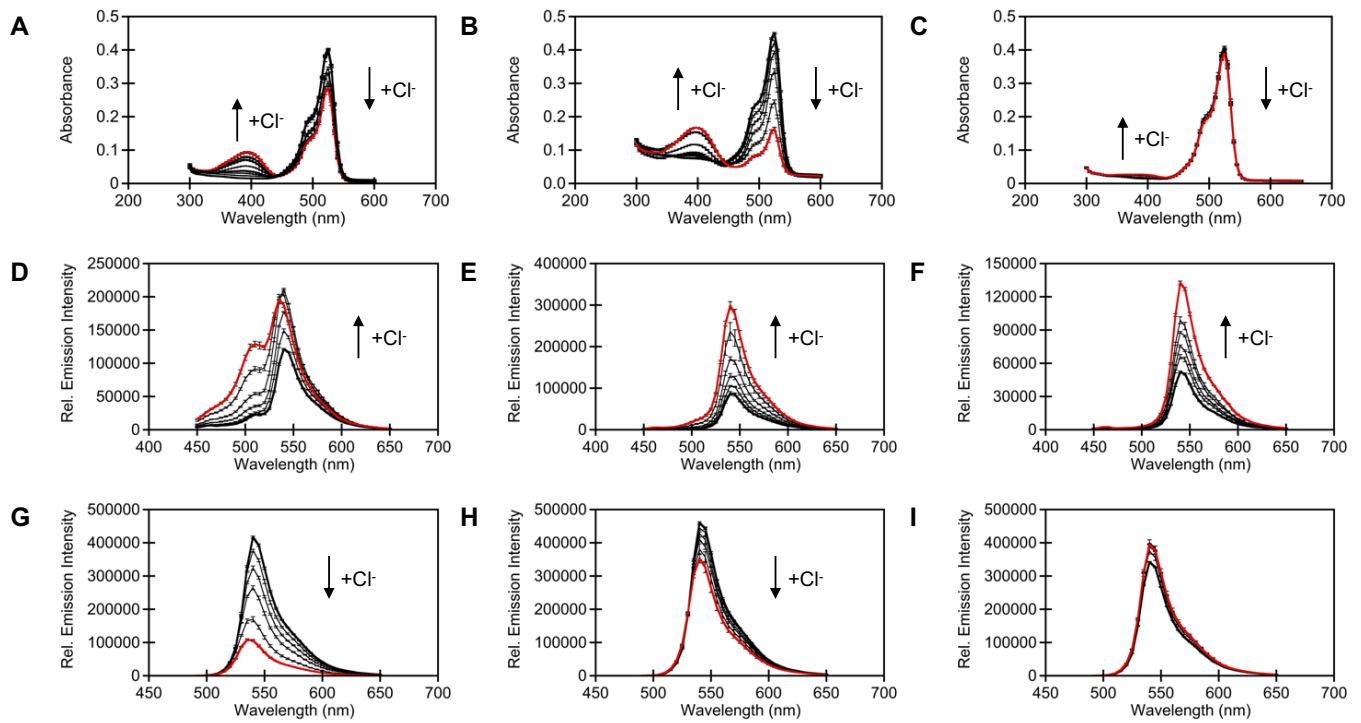 A
Absorbance
0.5
0.4
0.3
0.2
0.1
0
200 300 400 500 600 700
Wavelength (nm)
+Cl-
+Cl-
B
Absorbance
0.5
0.4
0.3
0.2
0.1
0.0
200 300 400 500 600 700
Wavelength (nm)
+Cl-
+Cl-
C
Absorbance
0.5
0.4
0.3
0.2
0.1
0
200 300 400 500 600 700
Wavelength (nm)
+Cl-
+Cl-
D
Rel. Emission Intensity
250000
200000
150000
100000
50000
0
400 450 500 550 600 650 700
Wavelength (nm)
+Cl-
E
Rel. Emission Intensity
400000
300000
200000
100000
0
400 450 500 550 600 650 700
Wavelength (nm)
+Cl-
F
Rel. Emission Intensity
150000
120000
90000
60000
30000
0
400 450 500 550 600 650 700
Wavelength (nm)
+Cl-
G
Rel. Emission Intensity
500000
400000
300000
200000
100000
0
450 500 550 600 650 700
Wavelength (nm)
+Cl-
H
Rel. Emission Intensity
500000
400000
300000
200000
100000
0
450 500 550 600 650 700
Wavelength (nm)
+Cl-
I
Rel. Emission Intensity
500000
400000
300000
200000
100000
0
450 500 550 600 650 700
Wavelength (nm)